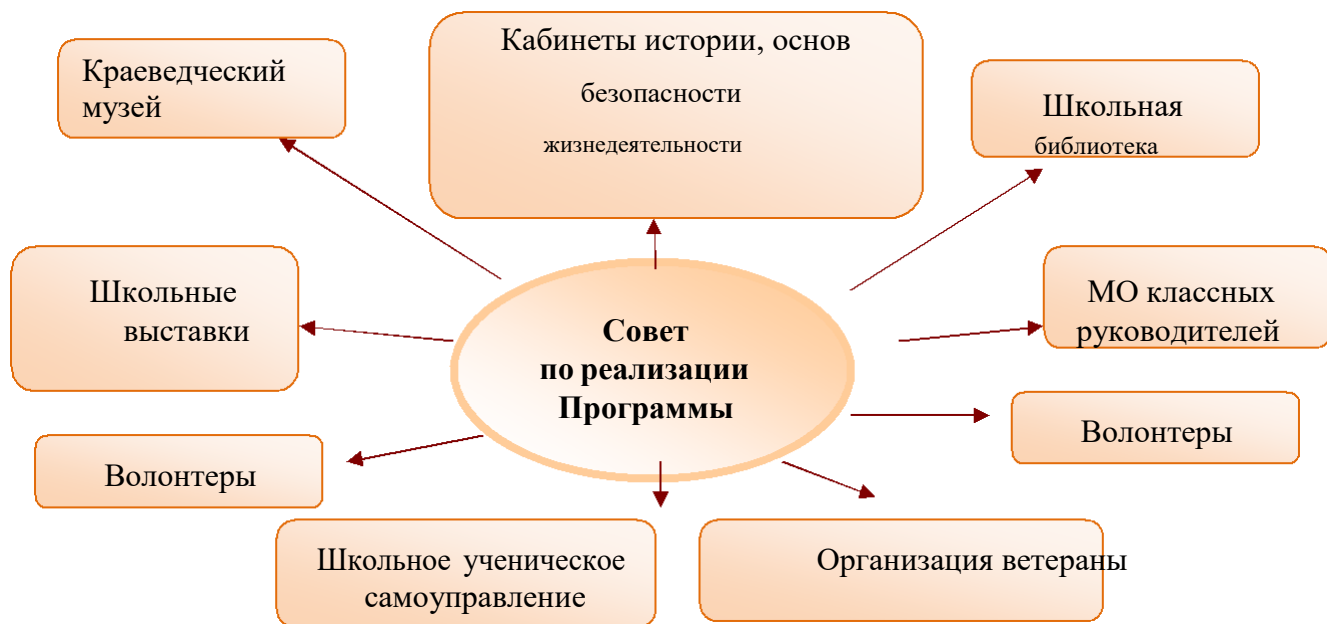 Кабинеты истории, основ
безопасности
жизнедеятельности
Краеведческий
музей
Школьная
библиотека
Школьные
выставки
Совет
по реализации
Программы
МО классных
руководителей
Волонтеры
Волонтеры
Школьное ученическое
самоуправление
Организация ветераны